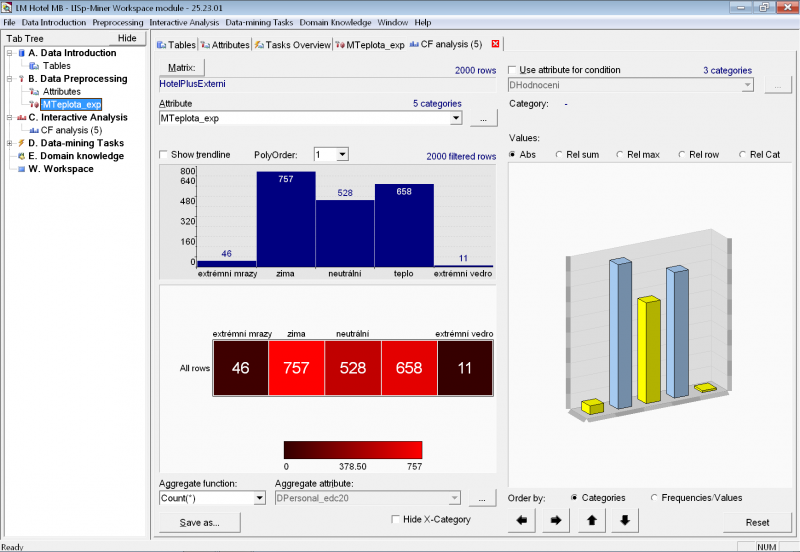 LM Hotel MB - LISp-Miner Workspace module - 25.23.01
File Data Introduction Preprocessing Interactive Analysis Data-mining Tasks Domain Knowledge Window Help
Tab Tree Hide
A. Data Introduction
Tables
B. Data Preprocessing
Attributes
MTeplota_exp
C. Interactive Analysis
CF analysis (5)
D. Data-mining Tasks
E. Domain knowledge
W. Workspace
Tables Attributes Tasks Overview MTeplota_exp CF analysis (5)
Matrix: 2000 rows
HotelPlusExterni
Attribute 5 categories
MTeplota_exp ...
Show trendline PolyOrder: 1 2000 filtered rows
800
640
480
320
160
0
46 757 528 658 11
extrémní mrazy zima neutrální teplo extrémní vedro
extrémní mrazy zima neutrální extrémní vedro
All rows 46 757 528 658 11
0 378.50 757
Aggregate function: Aggregate attribute:
Count(*) DPersonal_edc20 ...
Save as... Hide X-Category
Use attribute for condition 3 categories
DHodnoceni ...
Category: -
Values:
Abs Rel sum Rel max Rel row Rel Cat
Order by: Categories Frequencies/Values
Reset
Ready NUM